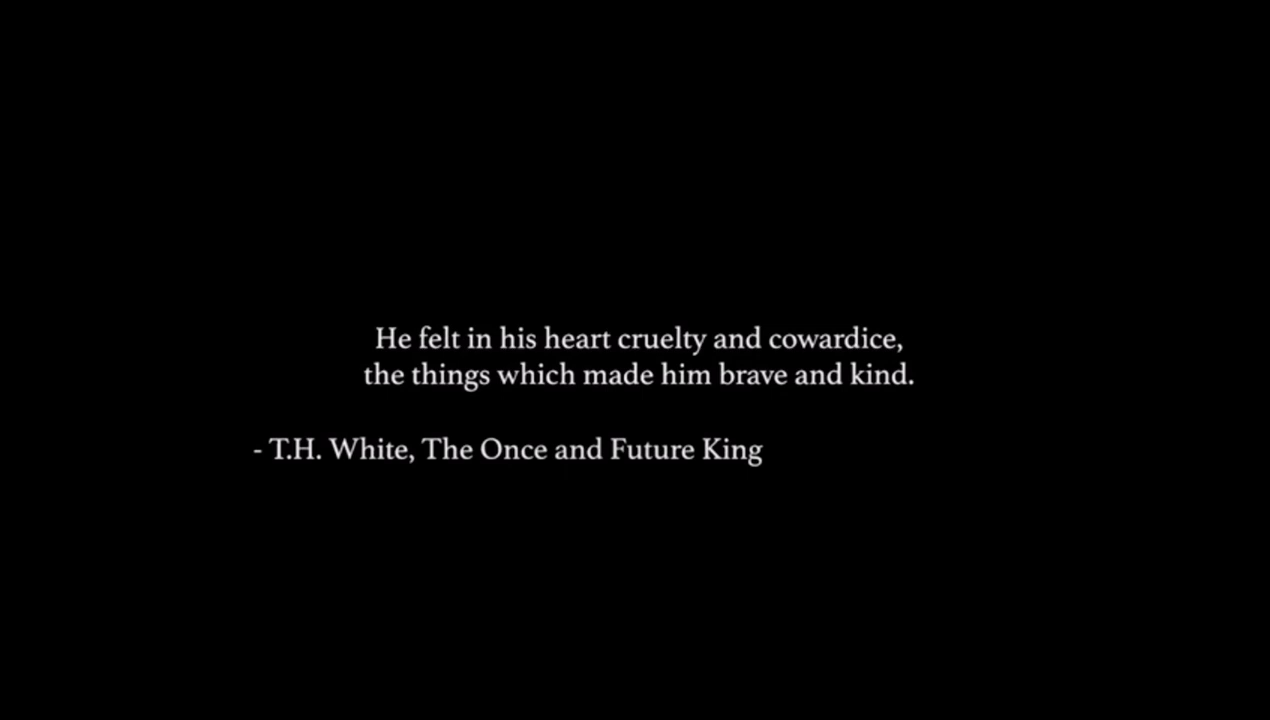 He felt in his heart cruelty and cowardice,
the things which made him brave and kind.
- T.H. White, The Once and Future King